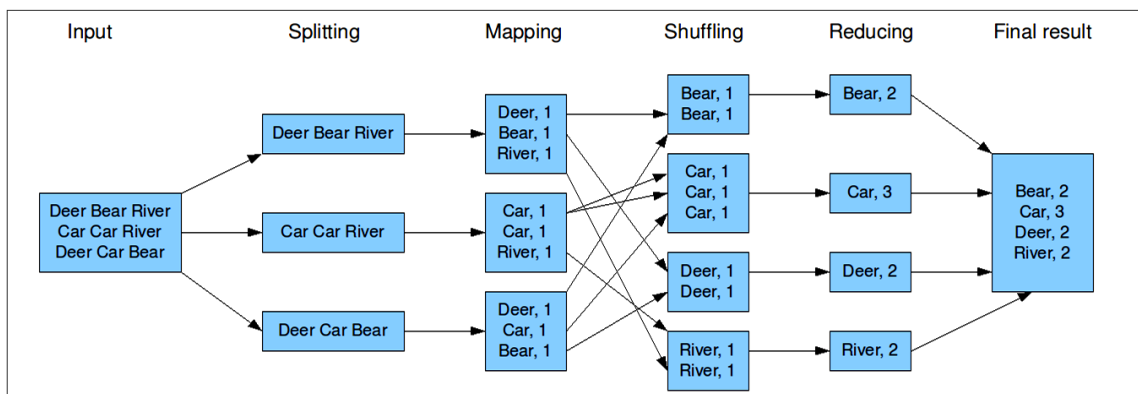 Input
Splitting
Mapping
Shuffling
Reducing
Final result
Deer Bear River
Car Car River
Deer Car Bear
Deer Bear River
Car Car River
Deer Car Bear
Deer, 1
Bear, 1
River, 1
Car, 1
Car, 1
River, 1
Deer, 1
Car, 1
Bear, 1
Bear, 1
Bear, 1
Car, 1
Car, 1
Car, 1
Deer, 1
Deer, 1
River, 1
River, 1
Bear, 2
Car, 3
Deer, 2
River, 2
Bear, 2
Car, 3
Deer, 2
River, 2